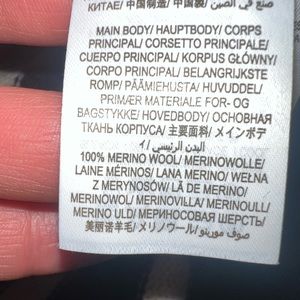 КИТАЕ/ 中国制造/ 中國製/ صنع في الصين
MAIN BODY/ HAUPTBODY/ CORPS
PRINCIPAL/ CORSETTO PRINCIPALE/
CUERPO PRINCIPAL/ KORPUS GŁÓWNY/
CORPO PRINCIPAL/ BELANGRIJKSTE
ROMP/ PÄÄMIEHUSTA/ HUVUDDEL/
PRIMÆR MATERIALE FOR- OG
BAGSTYKKE/ HOVEDBODY/ ОСНОВНАЯ
ТКАНЬ КОРПУСА/ 主要面料/ メインボデ
ィ/ البدن الرئيسي
100% MERINO WOOL/ MERINOWOLLE/
LAINE MÉRINOS/ LANA MERINO/ WEŁNA
Z MERYNOSÓW/ LÃ DE MERINO/
MERINOWOL/ MERINOVILLA/ MERINOULL/
MERINO ULD/ МЕРИНОСОВАЯ ШЕРСТЬ/
美丽诺羊毛/ メリノウール/ صوف مورينو